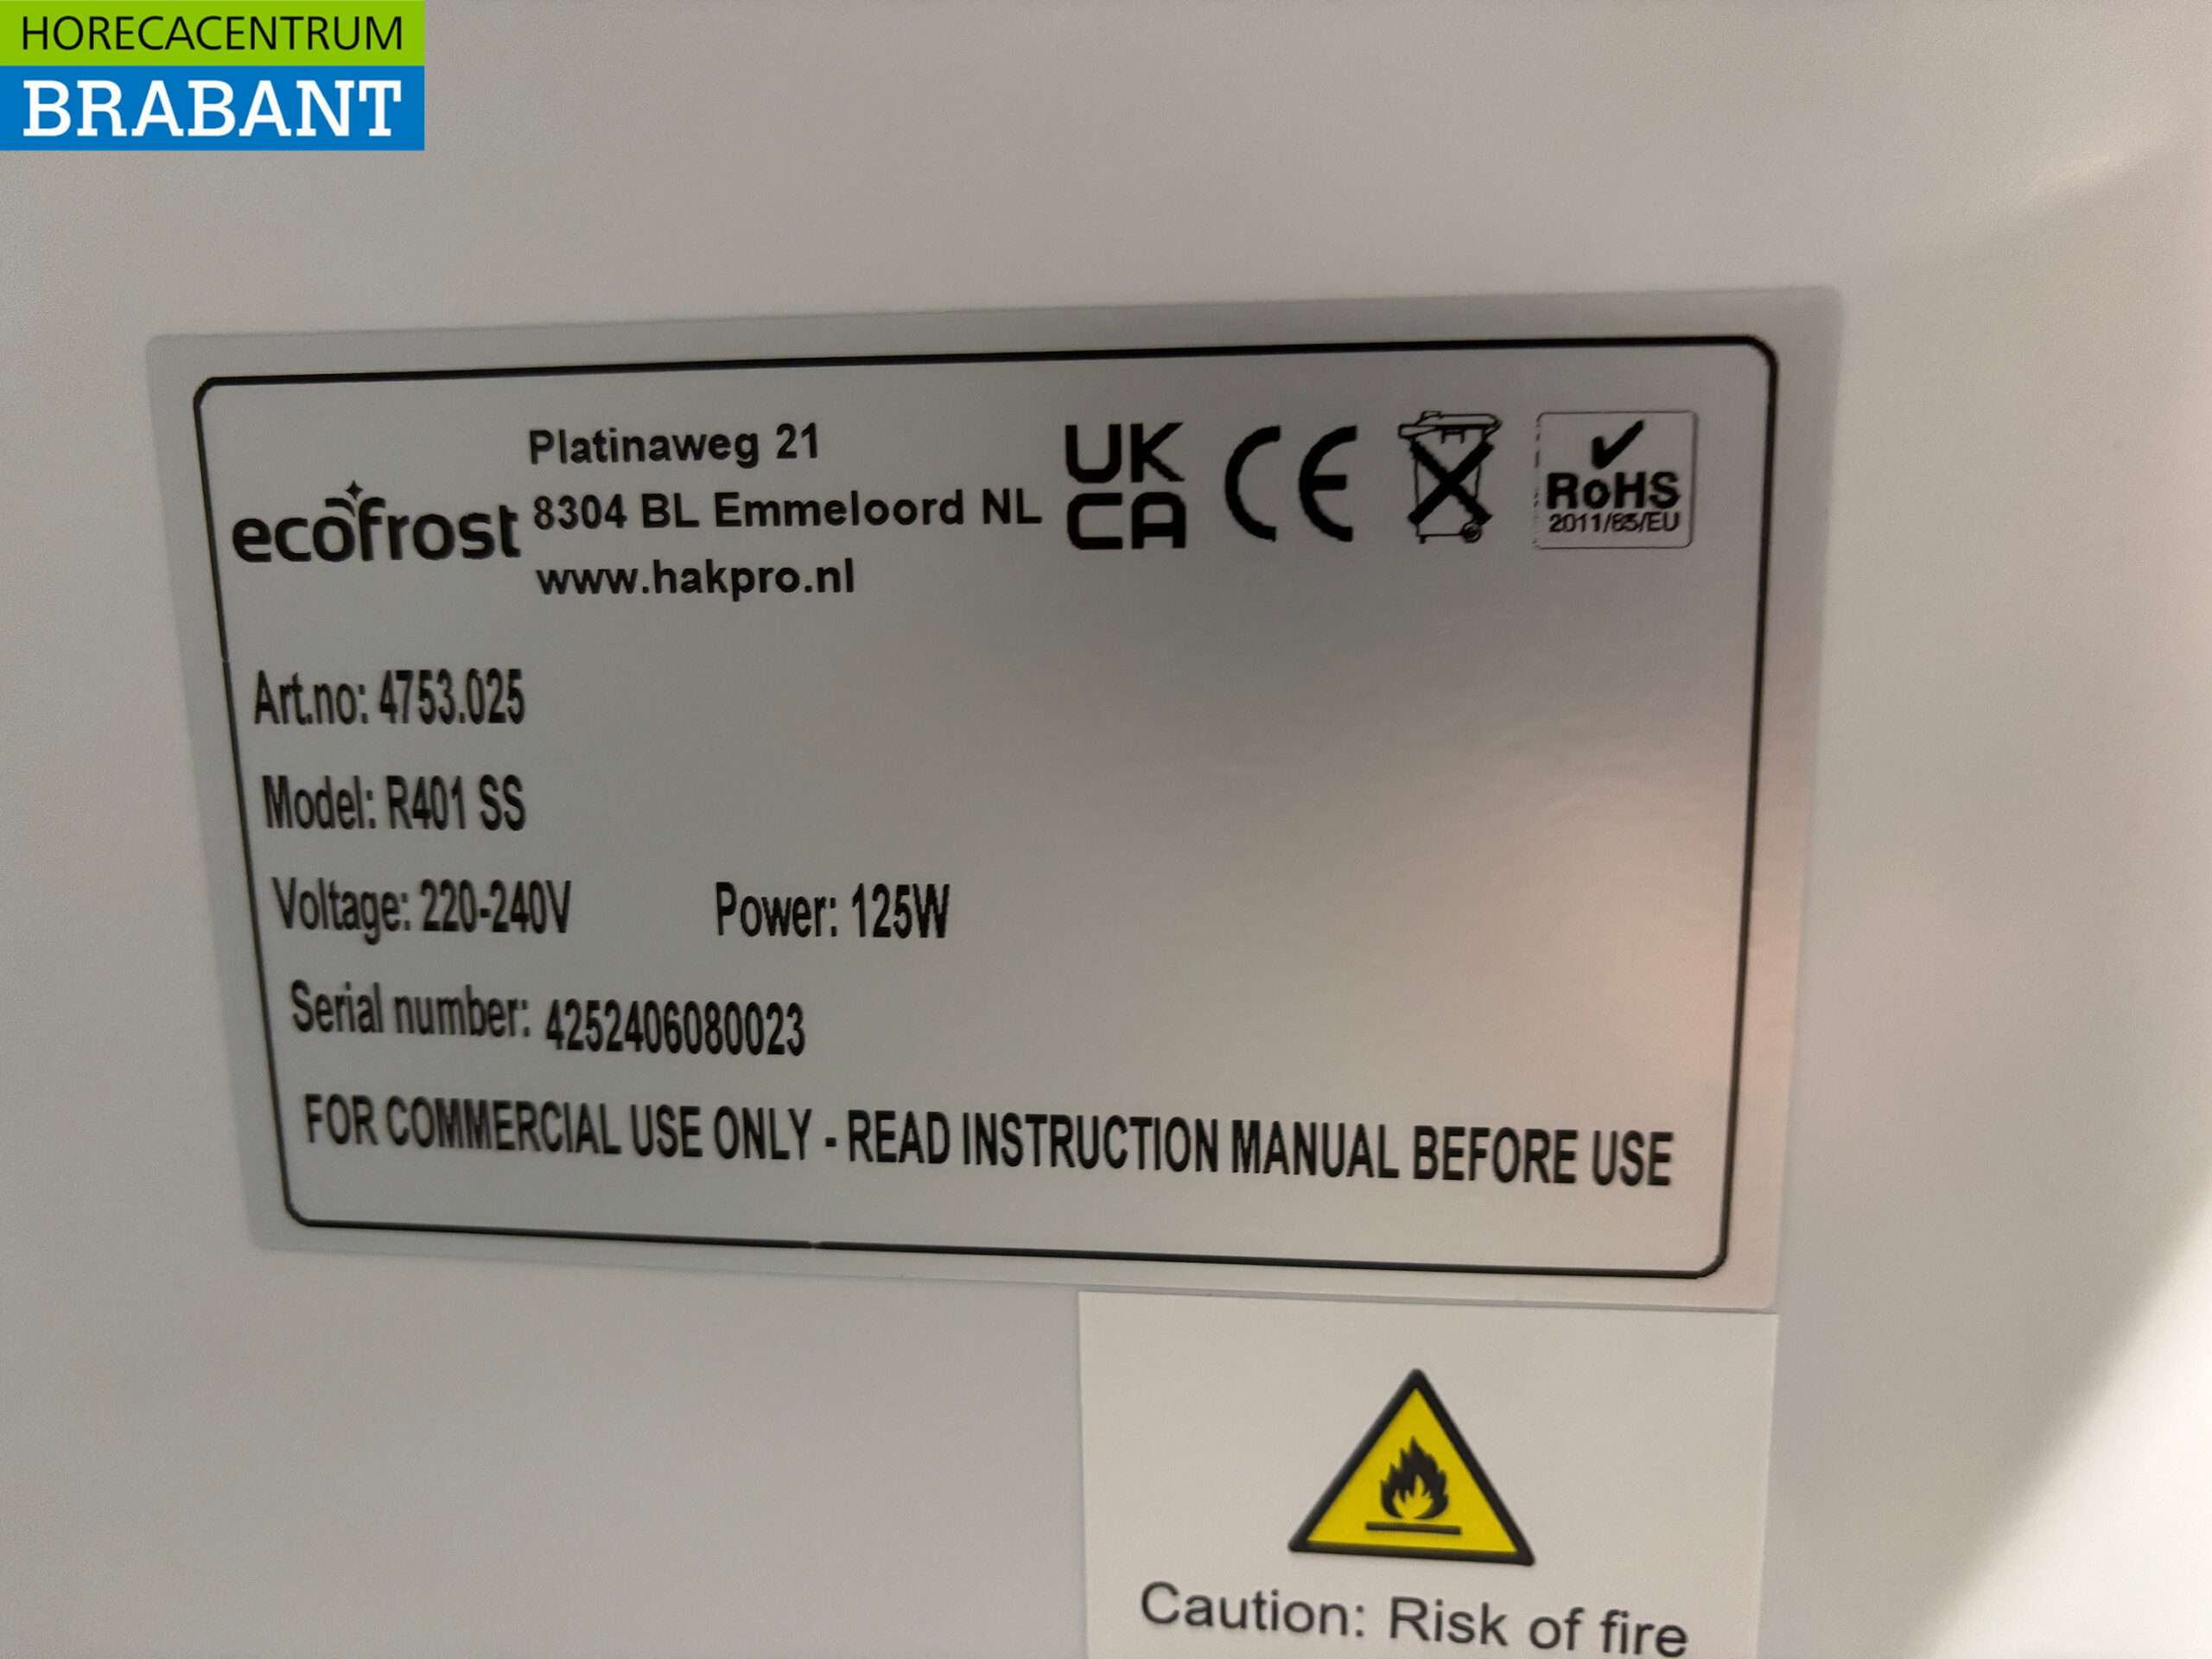 HORECACENTRUM
BRABANT
ecofrost
Platinaweg 21
8304 BL Emmeloord NL
www.hakpro.nl
UK
CA
CE
RoHS
2011/65/EU
Art.no: 4753.025
Model: R401 SS
Voltage: 220-240V Power: 125W
Serial number: 4252406080023
FOR COMMERCIAL USE ONLY - READ INSTRUCTION MANUAL BEFORE USE
Caution: Risk of fire